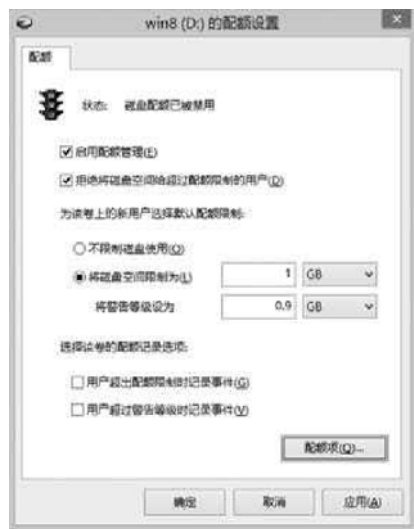 win8 (D:) 的配额设置
配额
状态: 磁盘配额已被禁用
启用配额管理(E)
拒绝将磁盘空间给超过配额限制的用户(D)
为该卷上的新用户选择默认配额限制:
不限制磁盘使用(O)
将磁盘空间限制为(L) 1 GB
将警告等级设为 0.9 GB
选择该卷的配额记录选项:
用户超出配额限制时记录事件(G)
用户超过警告等级时记录事件(V)
配额项(Q)...
确定 取消 应用(A)